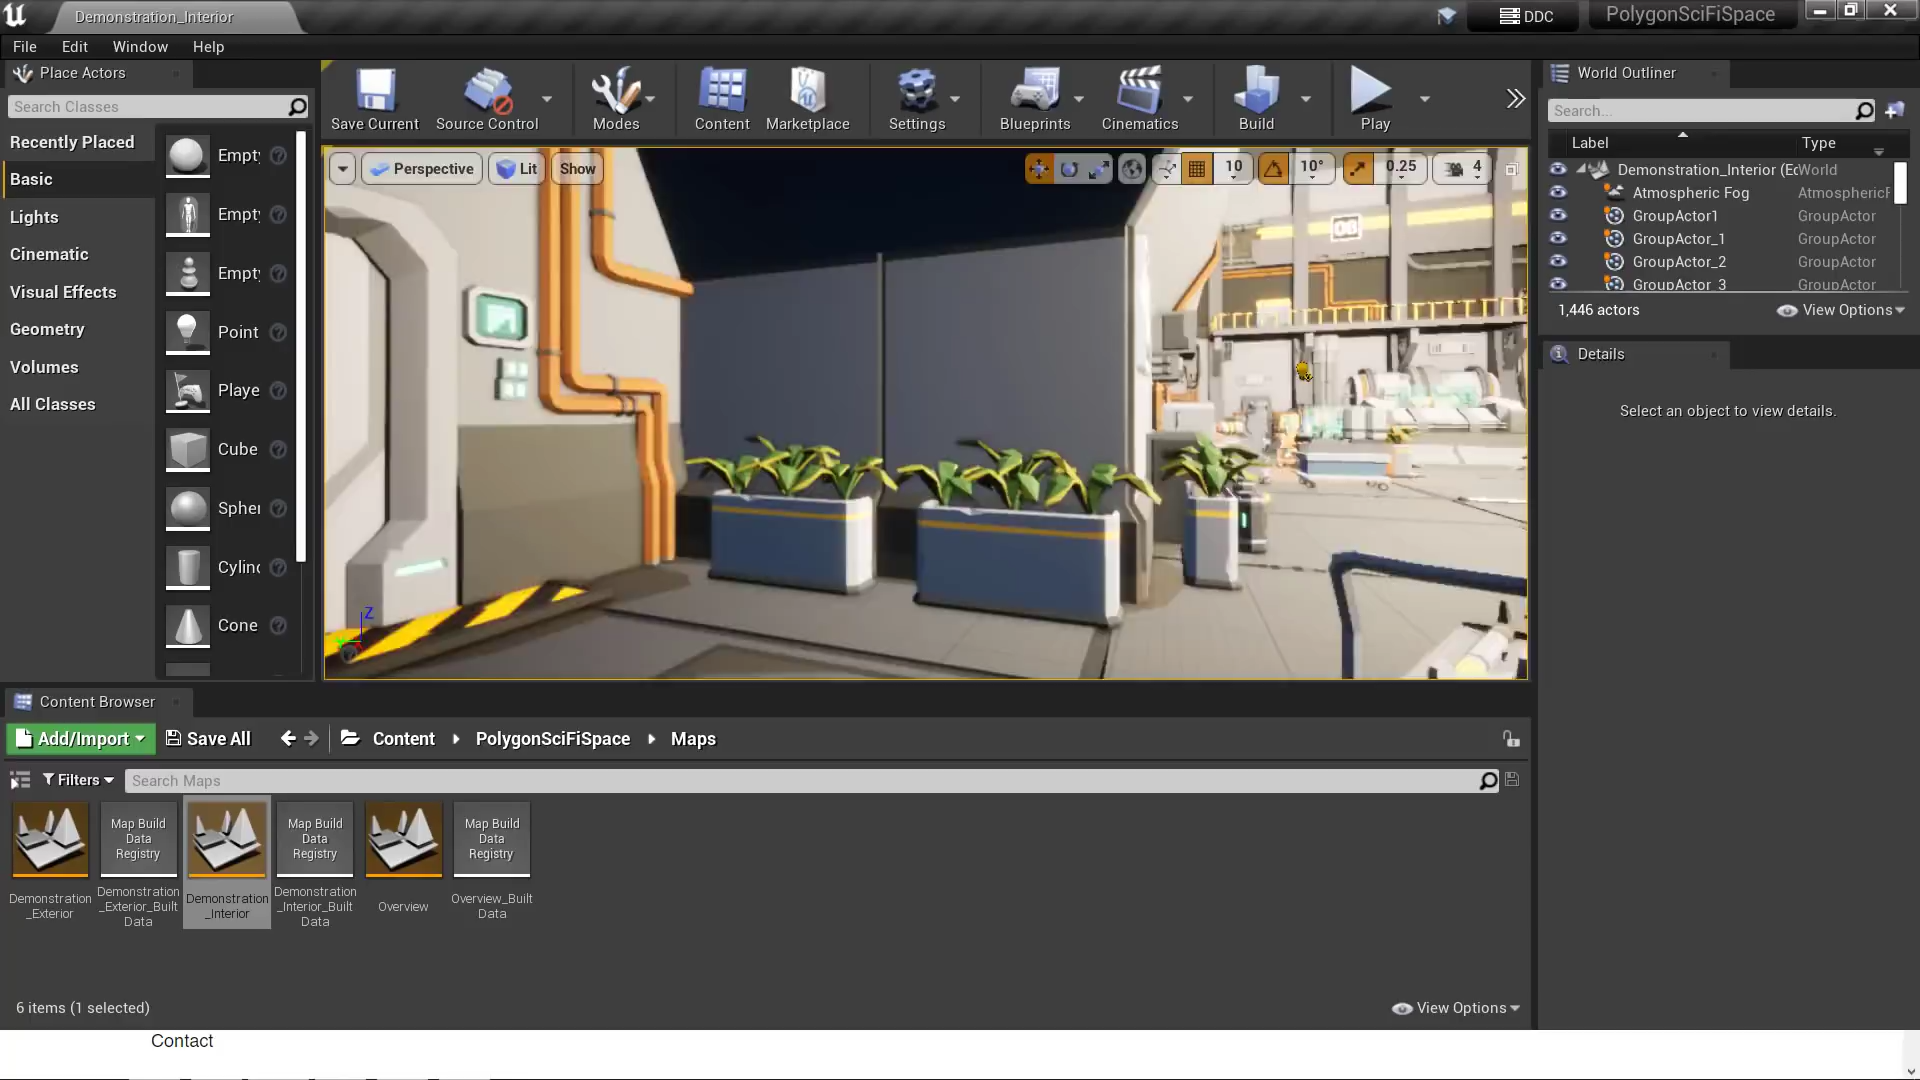 Demonstration_Interior
DDC
PolygonSciFiSpace
File
Edit
Window
Help
Place Actors
Search Classes
Recently Placed
Basic
Lights
Cinematic
Visual Effects
Geometry
Volumes
All Classes
Empty
Empty
Empty
Point
Playe
Cube
Spher
Cylin
Cone
Save Current
Source Control
Modes
Content
Marketplace
Settings
Blueprints
Cinematics
Build
Play
Perspective
Lit
Show
10
10°
0.25
4
08
Z
World Outliner
Search...
Label
Type
Demonstration_Interior (Ed
World
Atmospheric Fog
AtmosphericF
GroupActor1
GroupActor
GroupActor_1
GroupActor
GroupActor_2
GroupActor
GroupActor_3
GroupActor
1,446 actors
View Options
Details
Select an object to view details.
Content Browser
Add/Import
Save All
Content
PolygonSciFiSpace
Maps
Filters
Search Maps
Map Build
Data
Registry
Map Build
Data
Registry
Map Build
Data
Registry
Demonstration
_Exterior
Demonstration
_Exterior_Built
Data
Demonstration
_Interior
Demonstration
_Interior_Built
Data
Overview
Overview_Built
Data
6 items (1 selected)
View Options
Contact